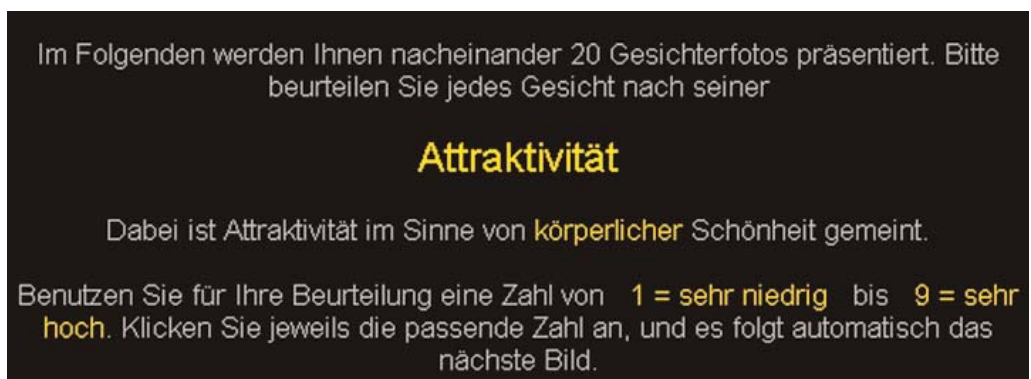 Im Folgenden werden Ihnen nacheinander 20 Gesichterfotos präsentiert. Bitte
beurteilen Sie jedes Gesicht nach seiner
Attraktivität
Dabei ist Attraktivität im Sinne von körperlicher Schönheit gemeint.
Benutzen Sie für Ihre Beurteilung eine Zahl von 1 = sehr niedrig bis 9 = sehr
hoch. Klicken Sie jeweils die passende Zahl an, und es folgt automatisch das
nächste Bild.